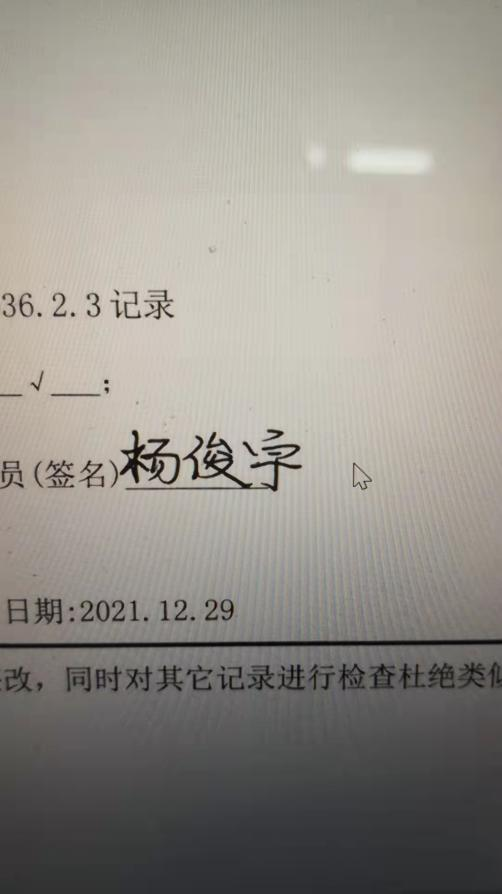 36.2.3记录
__√___;
员(签名)杨俊宇
日期:2021.12.29
改，同时对其它记录进行检查杜绝类